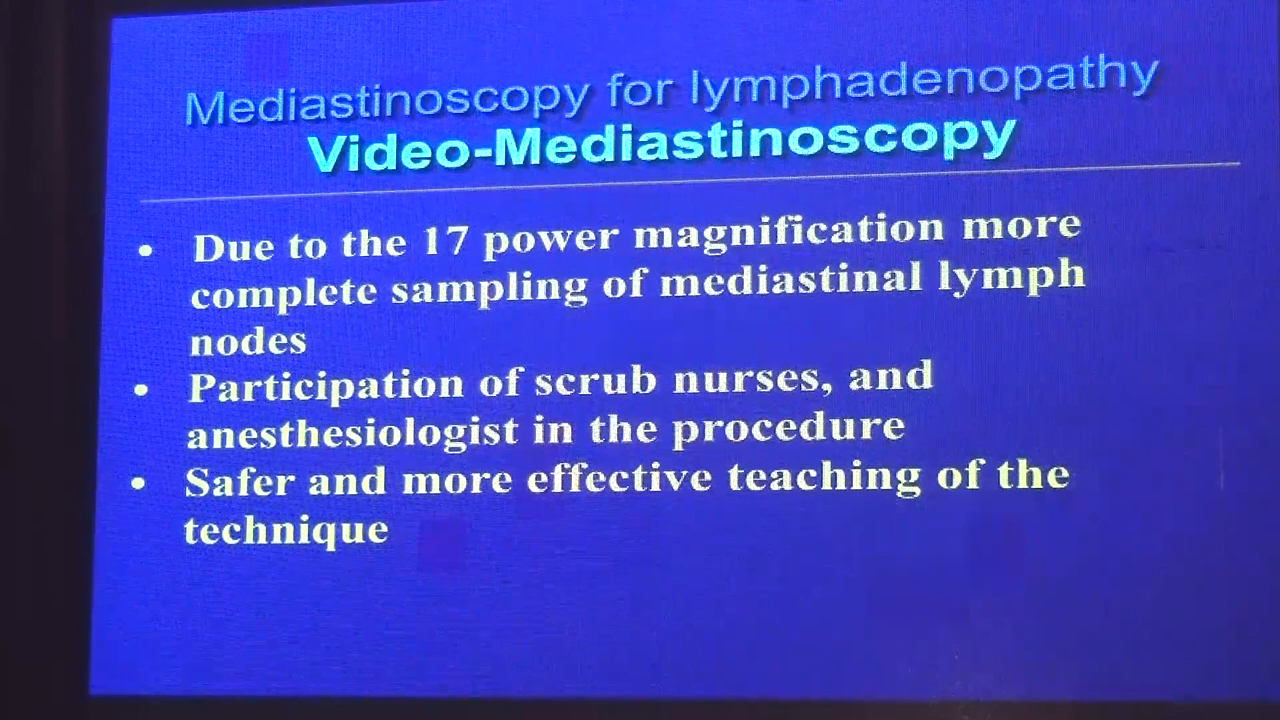 Mediastinoscopy for lymphadenopathy
Video-Mediastinoscopy
• Due to the 17 power magnification more
complete sampling of mediastinal lymph
nodes
• Participation of scrub nurses, and
anesthesiologist in the procedure
• Safer and more effective teaching of the
technique